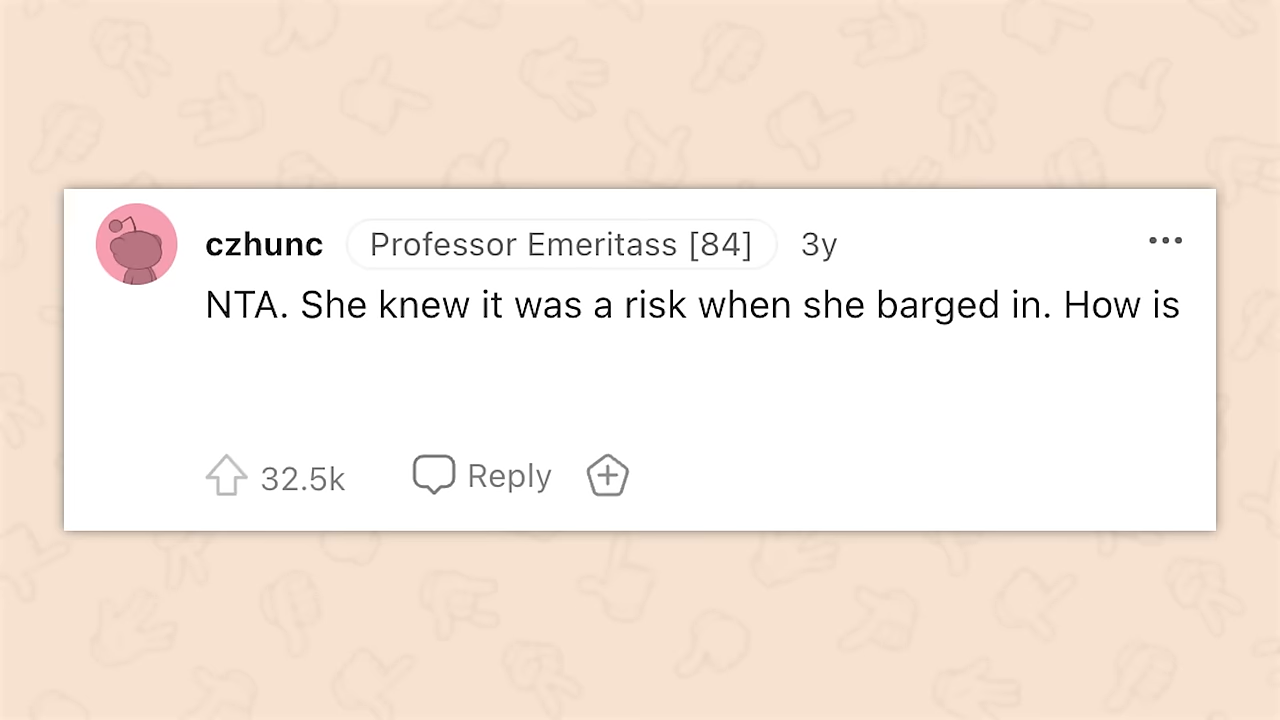 czhunc Professor Emeritass [84] 3y
NTA. She knew it was a risk when she barged in. How is
32.5k Reply